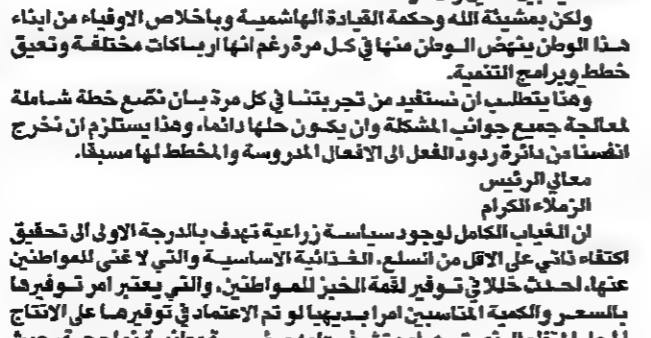 ولكن بمشيئة الله وحكمة القيادة الهاشمية وباخلاص الاوفياء من ابناء
هذا الوطن ينهض الوطن منها في كل مرة رغم انها ارباكات مختلفة وتعيق
خطط وبرامج التنمية.
وهنا يتطلب ان نستفيد من تجربتنا في كل مرة بان نضع خطة شاملة
لمعالجة جميع جوانب المشكلة وان يكون حلها دائما، وهذا يستلزم ان نخرج
انفسنا من دائرة ردود الفعل الى الافعال المدروسة والمخطط لها مسبقا.
معالي الرئيس
الزملاء الكرام
ان الغياب الكامل لوجود سياسة زراعية تهدف بالدرجة الاولى الى تحقيق
اكتفاء ذاتي على الاقل من السلع الغذائية الاساسية والتي لا غنى للمواطنين
عنها، احدث خللا في توفير لقمة الخبز للمواطنين، والتي يعتبر امر توفيرها
بالسعر والكمية المناسبين امرا بديهيا لو تم الاعتماد في توفيرها على الانتاج